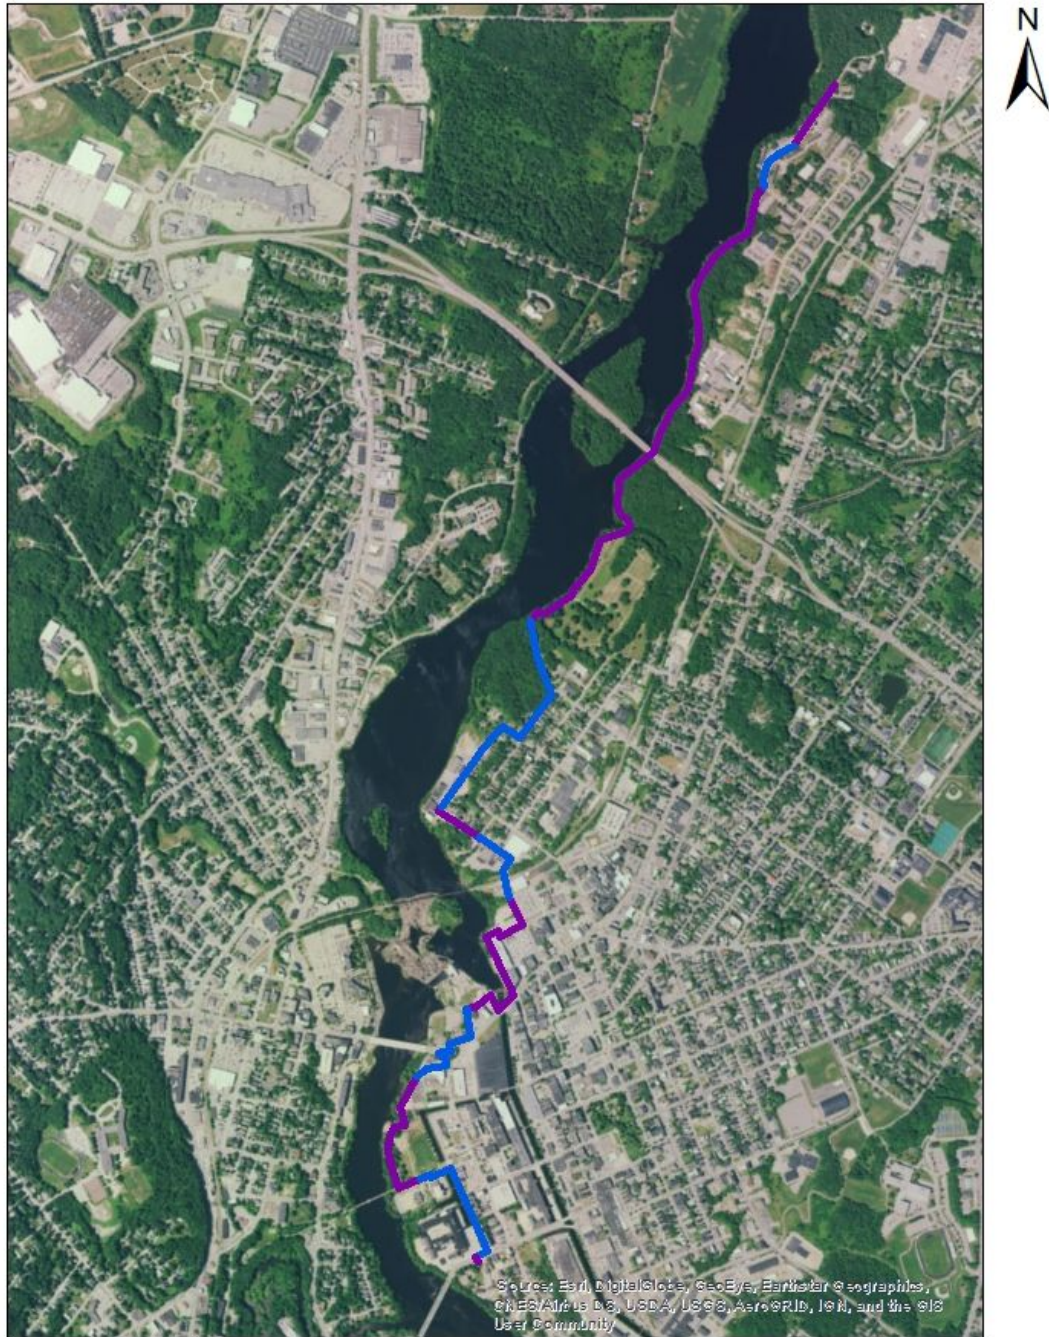 N
Source: Esri, DigitalGlobe, GeoEye, Earthstar Geographics,
CNES/Airbus DS, USDA, USGS, AeroGRID, IGN, and the GIS
User Community